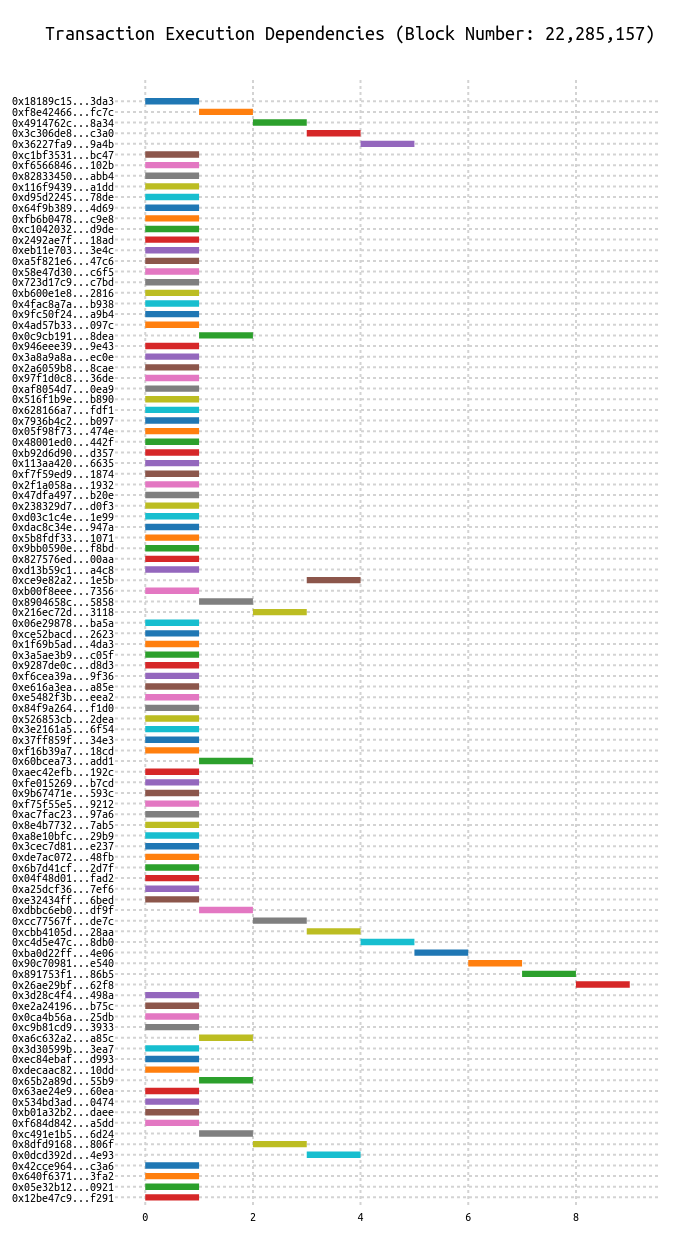 Transaction Execution Dependencies (Block Number: 22,285,157)
0x18189c15...3da3
0xf8e42466...fc7c
0x4914762c...8a34
0x3c306de8...c3a0
0x36227fa9...9a4b
0xc1bf3531...bc47
0xf6566846...102b
0x82833450...abb4
0x116f9439...a1dd
0xd95d2245...78de
0x64f9b389...4d69
0xfb6b0478...c9e8
0xc1042032...d9de
0x2492ae7f...18ad
0xeb11e703...3e4c
0xa5f821e6...47c6
0x58e47d30...c6f5
0x723d17c9...c7bd
0xb600e1e8...2816
0x4fac8a7a...b938
0x9fc50f24...a9b4
0x4ad57b33...097c
0x0c9cb191...8dea
0x946eee39...9e43
0x3a8a9a8a...ec0e
0x2a6059b8...8cae
0x97f1d0c8...36de
0xaf8054d7...0ea9
0x516f1b9e...b890
0x628166a7...fdf1
0x7936b4c2...b097
0x05f98f73...474e
0x48001ed0...442f
0xb92d6d90...d357
0x113aa420...6635
0xf7f59ed9...1874
0x2f1a058a...1932
0x47dfa497...b20e
0x238329d7...d0f3
0xd03c1c4e...1e99
0xdac8c34e...947a
0x5b8fdf33...1071
0x9bb0590e...f8bd
0x827576ed...00aa
0xd13b59c1...a4c8
0xce9e82a2...1e5b
0xb00f8eee...7356
0x8904658c...5858
0x216ec72d...3118
0x06e29878...ba5a
0xce52bacd...2623
0x1f69b5ad...4da3
0x3a5ae3b9...c05f
0x9287de0c...d8d3
0xf6cea39a...9f36
0xe616a3ea...a85e
0xe5482f3b...eea2
0x84f9a264...f1d0
0x526853cb...2dea
0x3e2161a5...6f54
0x37ff859f...34e3
0xf16b39a7...18cd
0x60bcea73...add1
0xaec42efb...192c
0xfe015269...b7cd
0x9b67471e...593c
0xf75f55e5...9212
0xac7fac23...97a6
0x8e4b7732...7ab5
0xa8e10bfc...29b9
0x3cec7d81...e237
0xde7ac072...48fb
0x6b7d41cf...2d7f
0x04f48d01...fad2
0xa25dcf36...7ef6
0xe32434ff...6bed
0xdbbc6eb0...df9f
0xcc77567f...de7c
0xcbb4105d...28aa
0xc4d5e47c...8db0
0xba0d22ff...4e06
0x90c70981...e540
0x891753f1...86b5
0x26ae29bf...62f8
0x3d28c4f4...498a
0xe2a24196...b75c
0x0ca4b56a...25db
0xc9b81cd9...3933
0xa6c632a2...a85c
0x3d30599b...3ea7
0xec84ebaf...d993
0xdecaac82...10dd
0x65b2a89d...55b9
0x63ae24e9...60ea
0x534bd3ad...0474
0xb01a32b2...daee
0xf684d842...a5dd
0xc491e1b5...6d24
0x8dfd9168...806f
0x0dcd392d...4e93
0x42cce964...c3a6
0x640f6371...3fa2
0x05e32b12...0921
0x12be47c9...f291
0 2 4 6 8